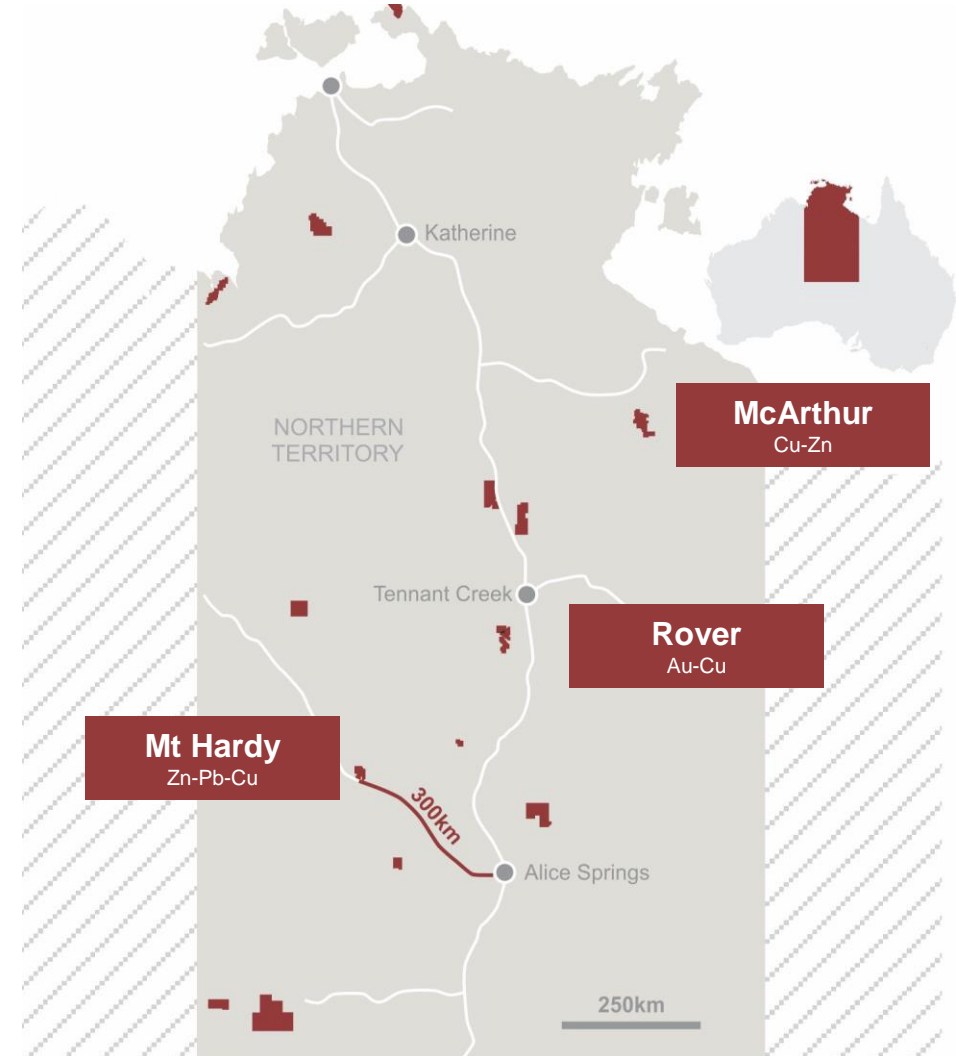 Katherine
NORTHERN
TERRITORY
McArthur
Cu-Zn
Tennant Creek
Rover
Au-Cu
Mt Hardy
Zn-Pb-Cu
300km
Alice Springs
250km